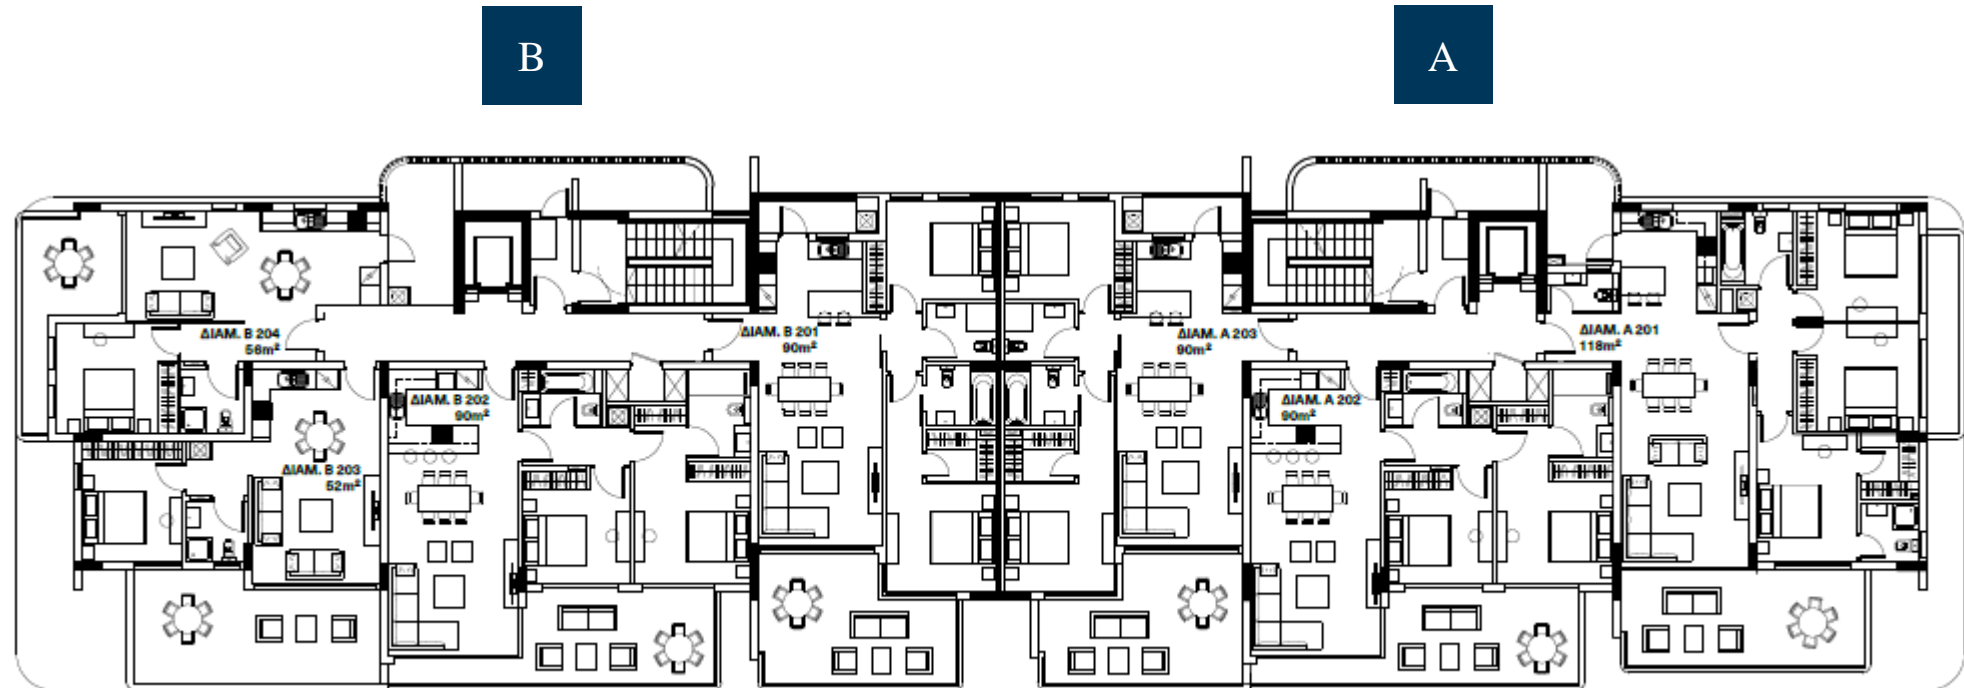 B
A
ΔΙΑΜ. Β 204
56m²
ΔΙΑΜ. Β 201
90m²
ΔΙΑΜ. Α 203
90m²
ΔΙΑΜ. Α 201
118m²
ΔΙΑΜ. Β 202
90m²
ΔΙΑΜ. Α 202
90m²
ΔΙΑΜ. Β 203
52m²